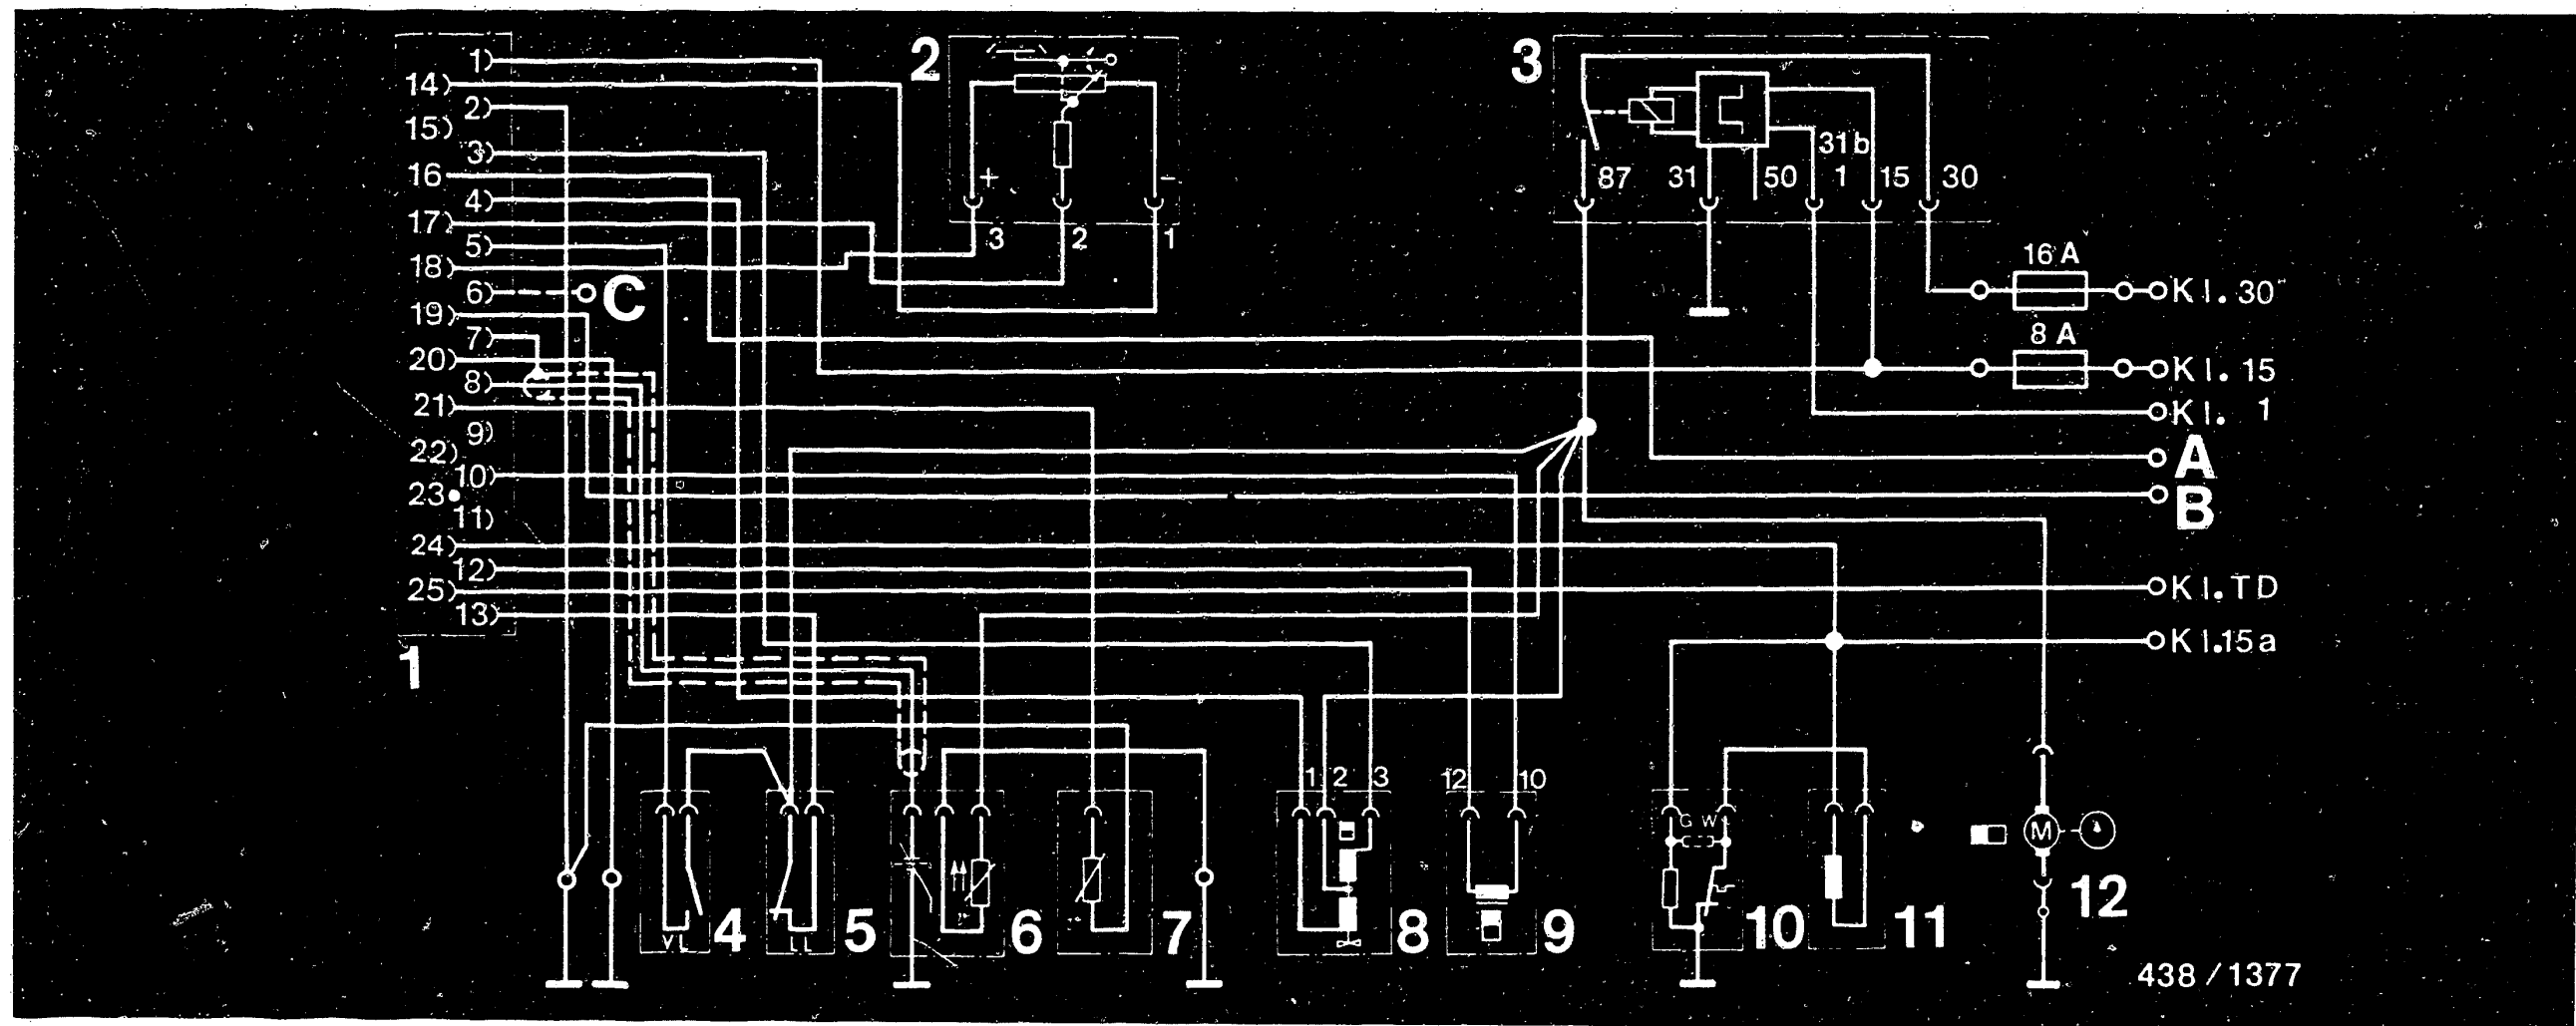 1)
14)
2)
15)
3)
16
4)
17)
5)
18)
6)
C
19)
7)
20)
8)
21)
9)
22)
10)
23
11)
24)
12)
25)
13)
1
2
+ −
3 2 1
3
31b
87 31 50 1 15 30
16 A
Kl. 30
8 A
Kl. 15
Kl. 1
A
B
Kl. TD
Kl. 15a
1 2 3
12 10
G W
M
VL 4
LL 5
6
7
8
9
10
11
12
438/1377